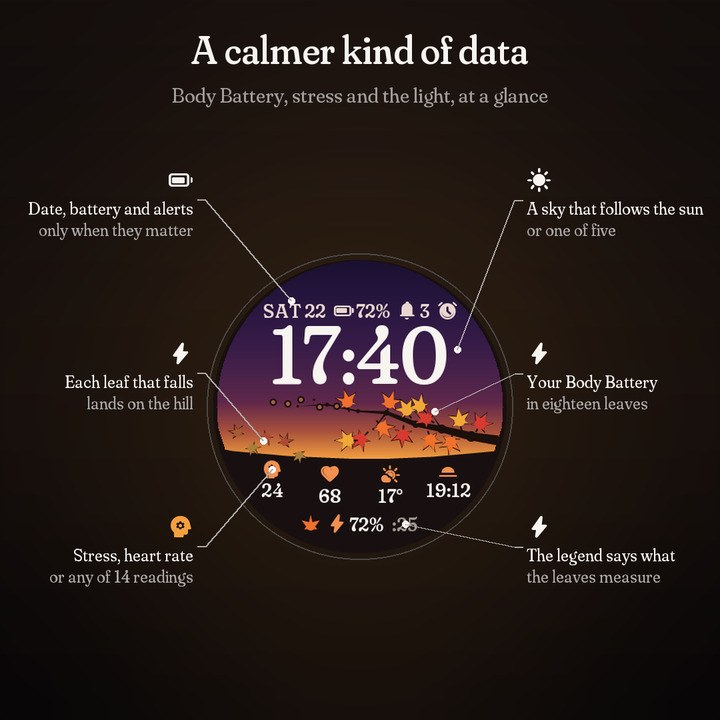 A calmer kind of data
Body Battery, stress and the light, at a glance
Date, battery and alerts
only when they matter
A sky that follows the sun
or one of five
SAT 22 72% 3
17:40
Each leaf that falls
lands on the hill
Your Body Battery
in eighteen leaves
24 68 17° 19:12
72% :25
Stress, heart rate
or any of 14 readings
The legend says what
the leaves measure